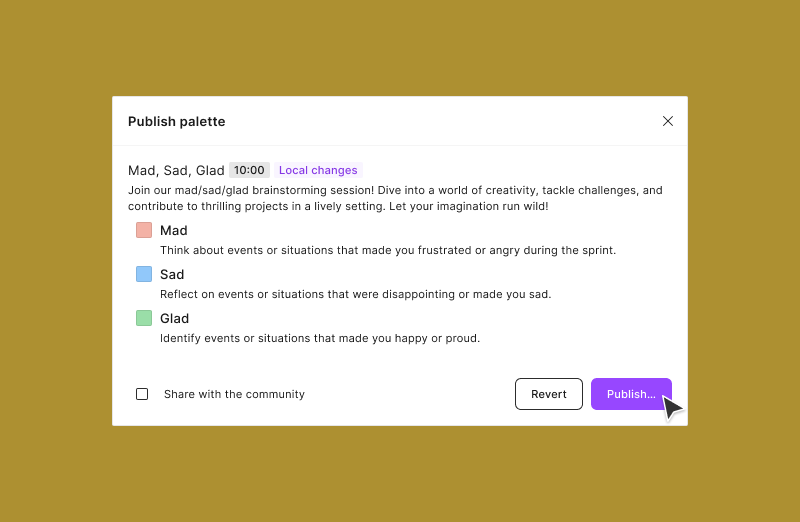 Publish palette
Mad, Sad, Glad 10:00 Local changes
Join our mad/sad/glad brainstorming session! Dive into a world of creativity, tackle challenges, and
contribute to thrilling projects in a lively setting. Let your imagination run wild!
Mad
Think about events or situations that made you frustrated or angry during the sprint.
Sad
Reflect on events or situations that were disappointing or made you sad.
Glad
Identify events or situations that made you happy or proud.
Share with the community Revert Publish...